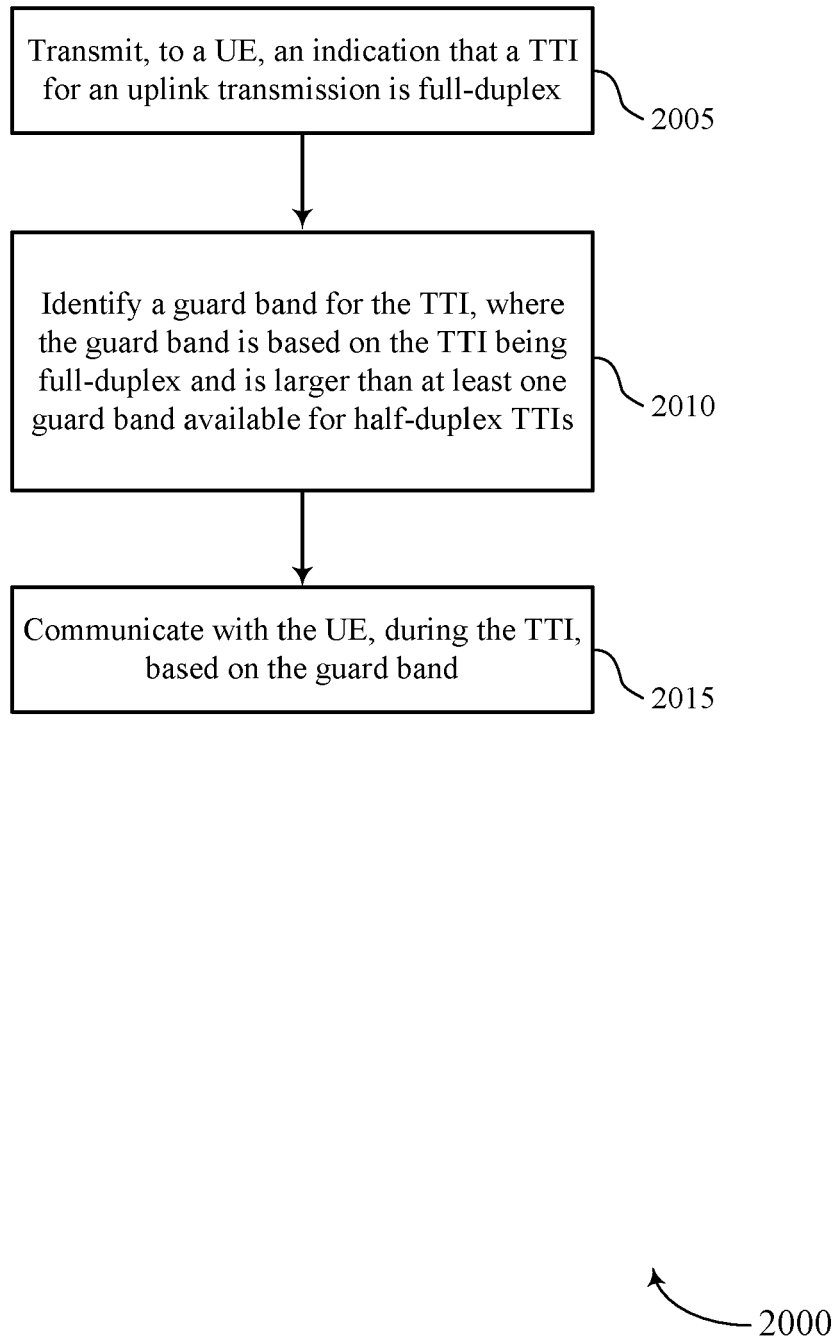 Transmit, to a UE, an indication that a TTI
for an uplink transmission is full-duplex
2005
Identify a guard band for the TTI, where
the guard band is based on the TTI being
full-duplex and is larger than at least one
guard band available for half-duplex TTIs
2010
Communicate with the UE, during the TTI,
based on the guard band
2015
2000